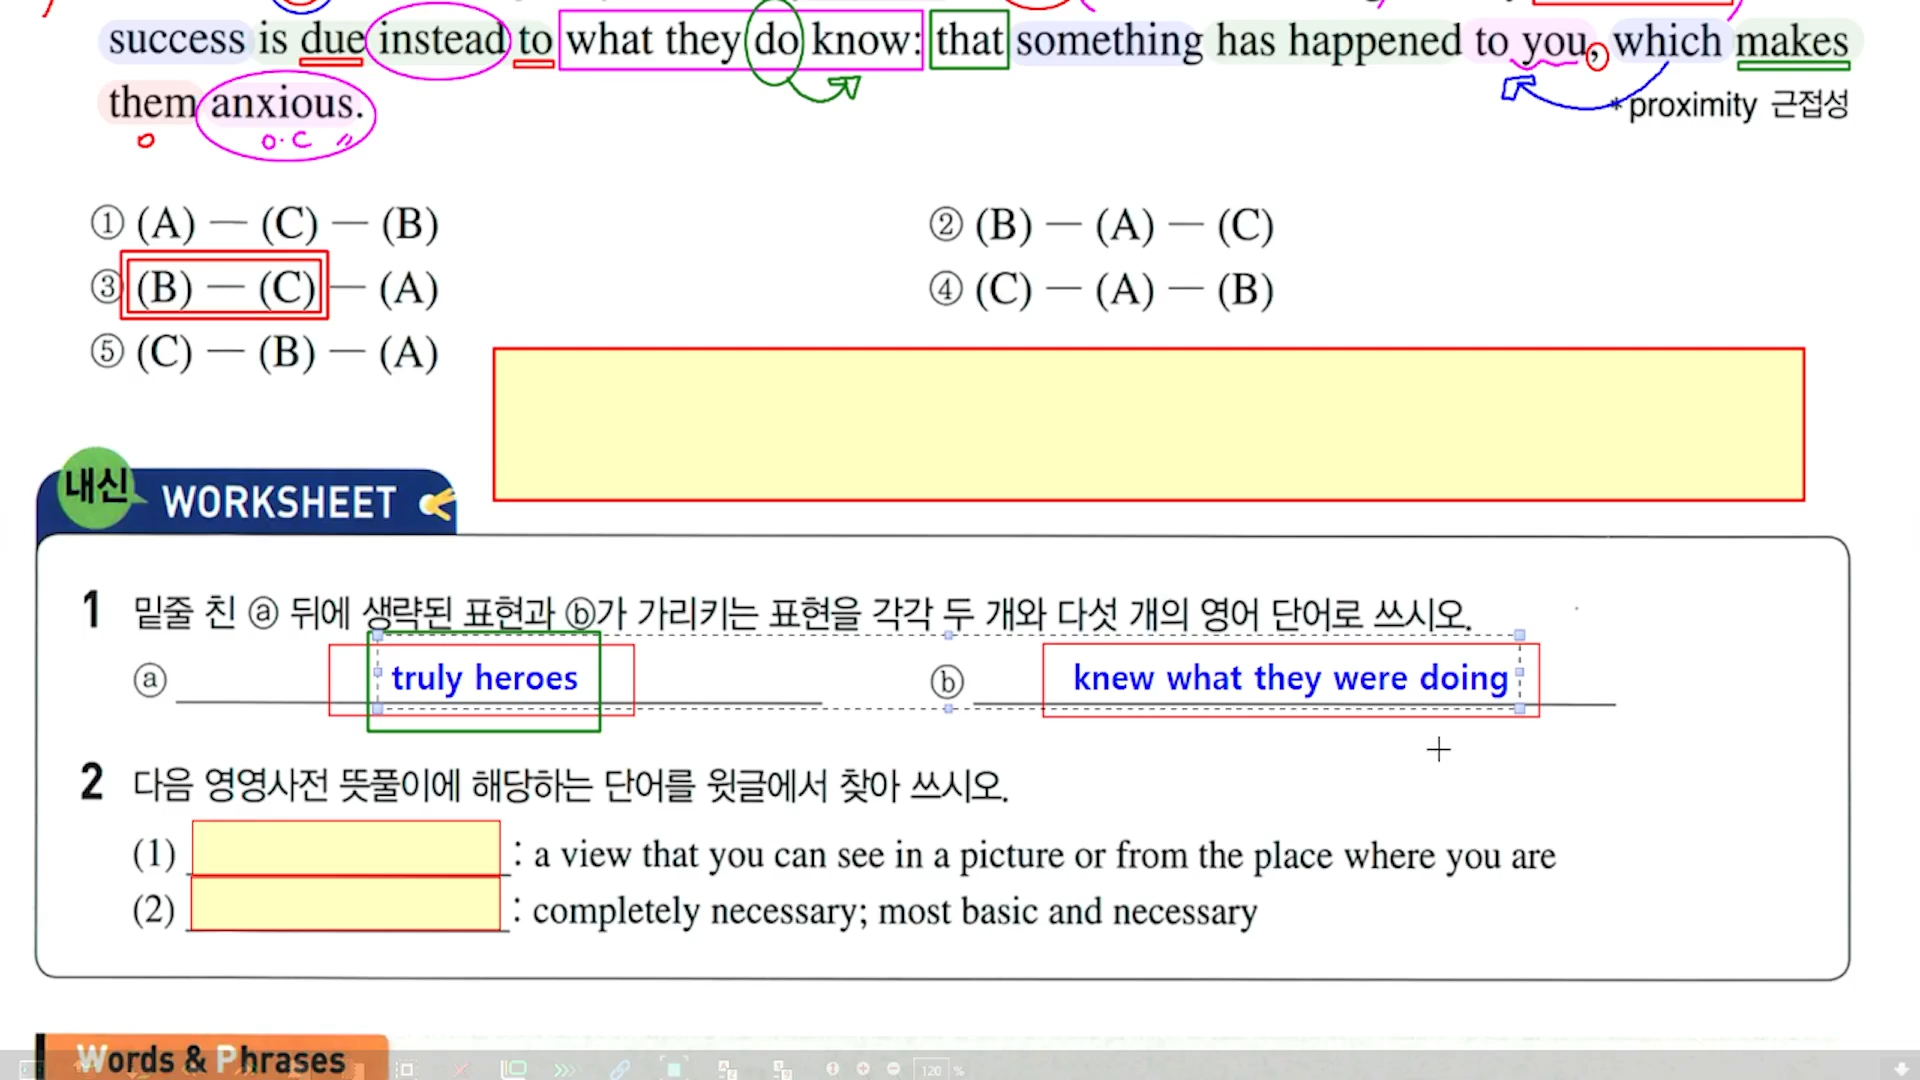 success is due instead to what they do know: that something has happened to you, which makes
them anxious.
o
o·c
*proximity 근접성
① (A) — (C) — (B)
② (B) — (A) — (C)
③ (B) — (C) — (A)
④ (C) — (A) — (B)
⑤ (C) — (B) — (A)
내신 WORKSHEET
1 밑줄 친 ⓐ 뒤에 생략된 표현과 ⓑ가 가리키는 표현을 각각 두 개와 다섯 개의 영어 단어로 쓰시오.
ⓐ truly heroes ⓑ knew what they were doing
2 다음 영영사전 뜻풀이에 해당하는 단어를 윗글에서 찾아 쓰시오.
(1) : a view that you can see in a picture or from the place where you are
(2) : completely necessary; most basic and necessary
Words & Phrases
120 %